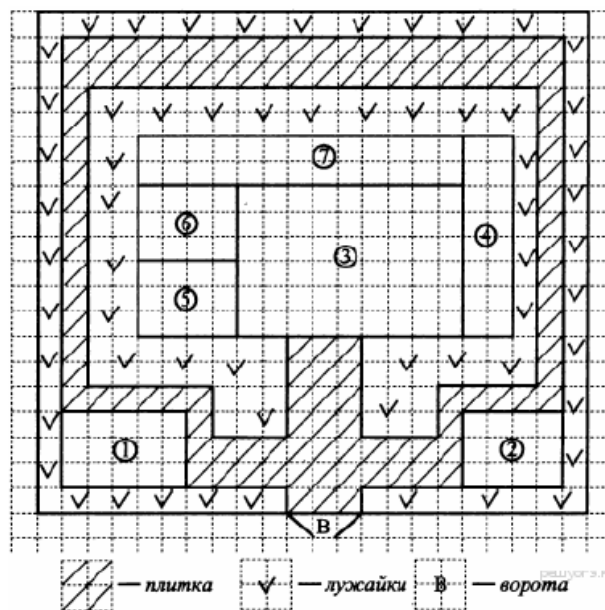 ⑦
⑥
④
③
⑤
①
②
В
— плитка
— лужайки
В — ворота